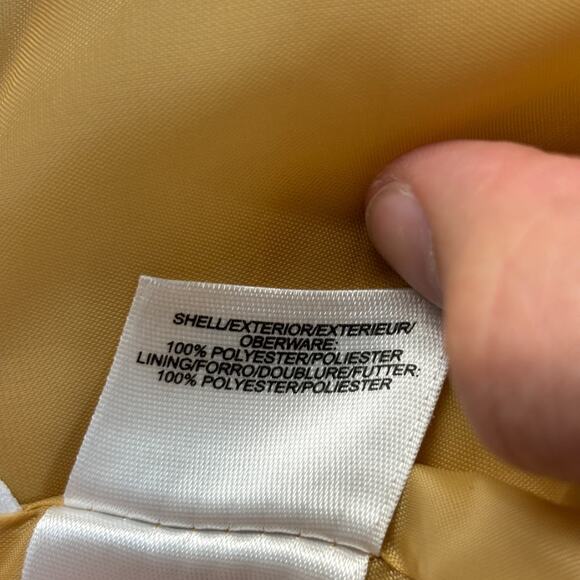 SHELL/EXTERIOR/EXTERIEUR/
OBERWARE:
100% POLYESTER/POLIESTER
LINING/FORRO/DOUBLURE/FUTTER:
100% POLYESTER/POLIESTER